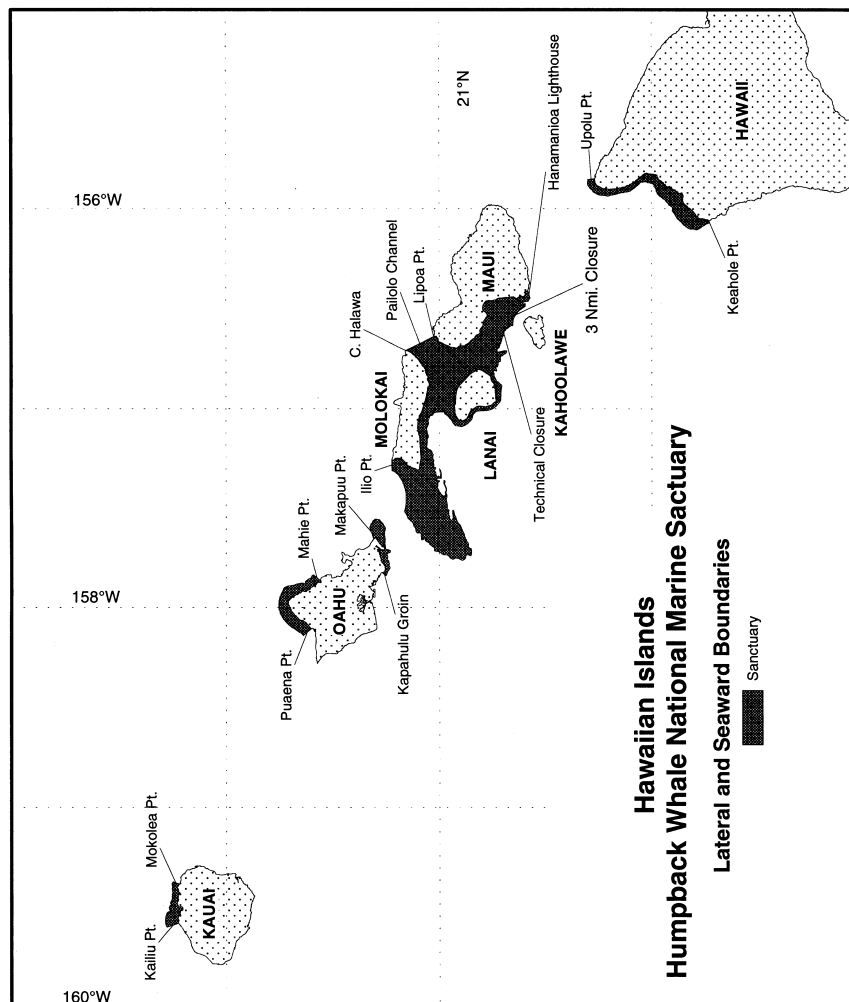 156°W
158°W
160°W
21°N
Hanamanioa Lighthouse
Upolu Pt.
HAWAII
Keahole Pt.
C. Halawa
Pailolo Channel
Lipoa Pt.
MAUI
3 Nmi. Closure
KAHOOLAWE
MOLOKAI
Ilio Pt.
LANAI
Technical Closure
Makapuu Pt.
Mahie Pt.
OAHU
Puaena Pt.
Kapahulu Groin
Mokolea Pt.
KAUAI
Kailiu Pt.
Hawaiian Islands
Humpback Whale National Marine Sactuary
Lateral and Seaward Boundaries
Sanctuary